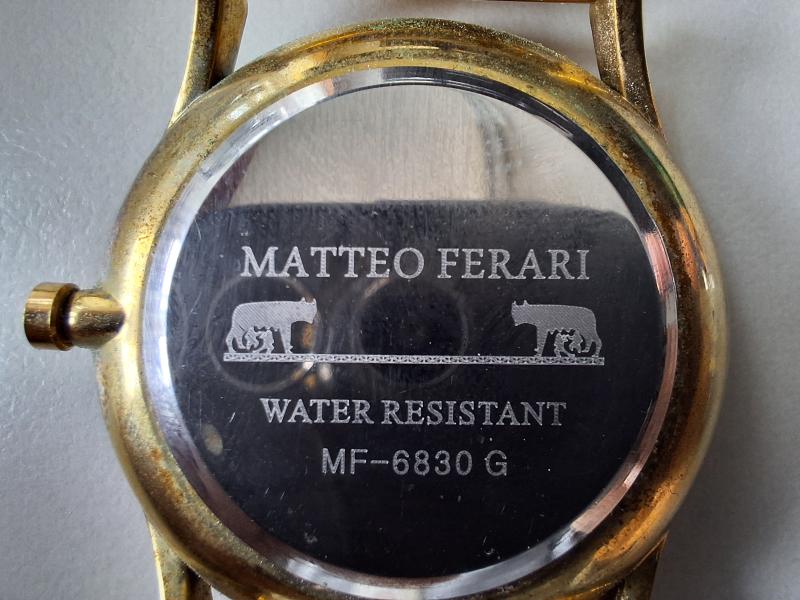 MATTEO FERARI
WATER RESISTANT
MF-6830 G